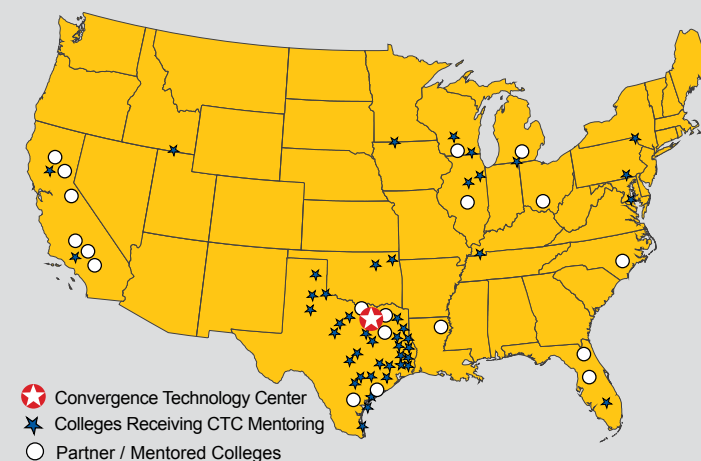 Convergence Technology Center
Colleges Receiving CTC Mentoring
Partner / Mentored Colleges